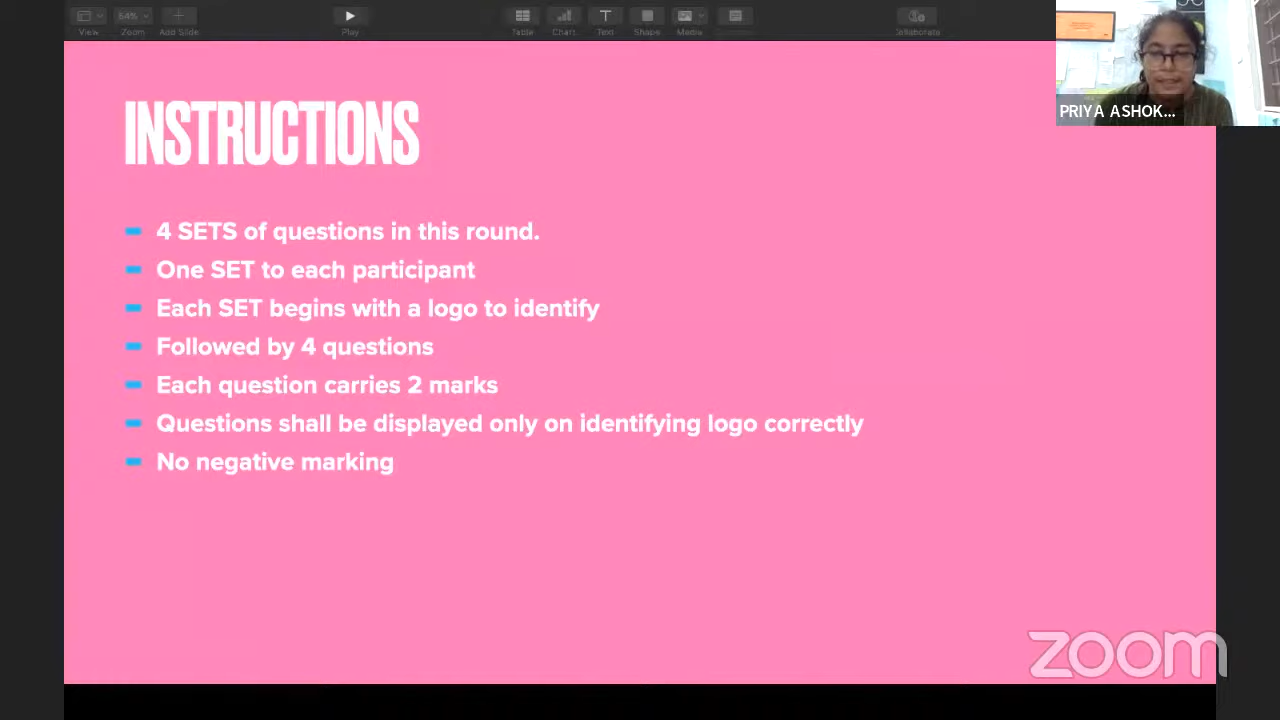 64%
View
Zoom
Add Slide
Play
Table
Chart
Text
Shape
Media
Collaborate
PRIYA ASHOK...
INSTRUCTIONS
4 SETS of questions in this round.
One SET to each participant
Each SET begins with a logo to identify
Followed by 4 questions
Each question carries 2 marks
Questions shall be displayed only on identifying logo correctly
No negative marking
zoom